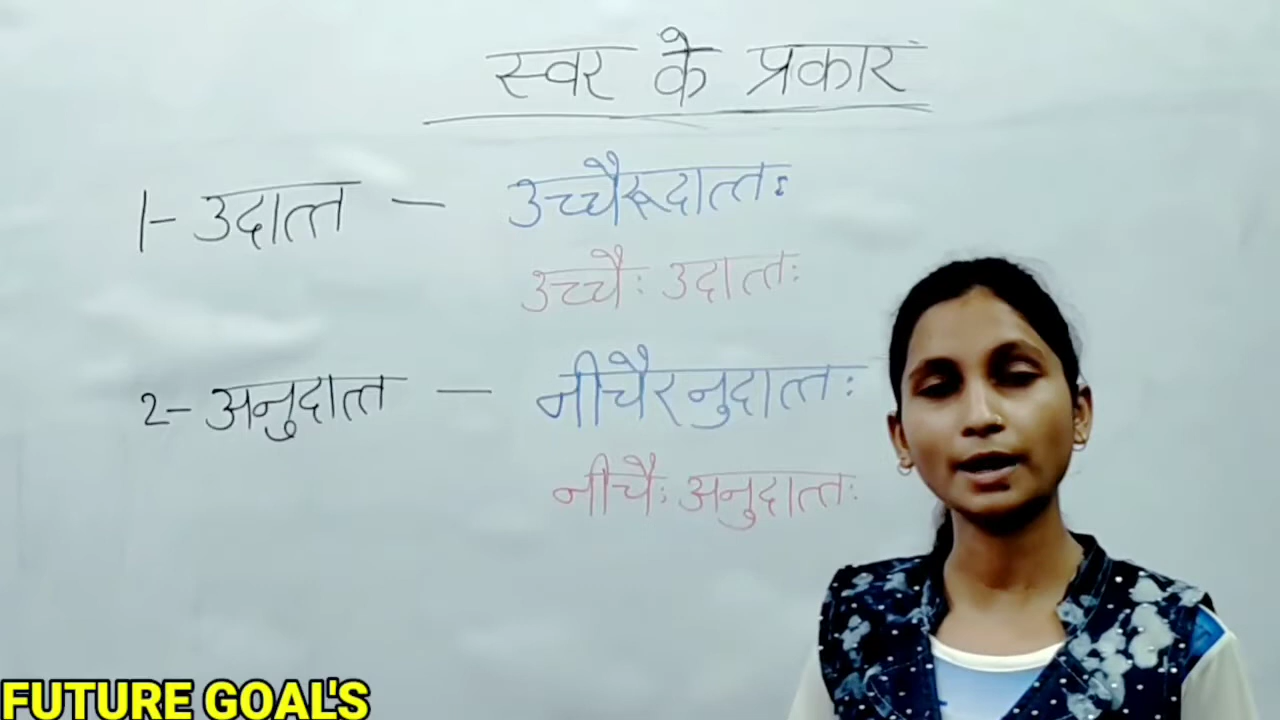 स्वर के प्रकार
1- उदात्त - उच्चैरूदात्तः
उच्चैः उदात्तः
2- अनुदात्त - नीचैरनुदात्तः
नीचैः अनुदात्तः
FUTURE GOAL'S